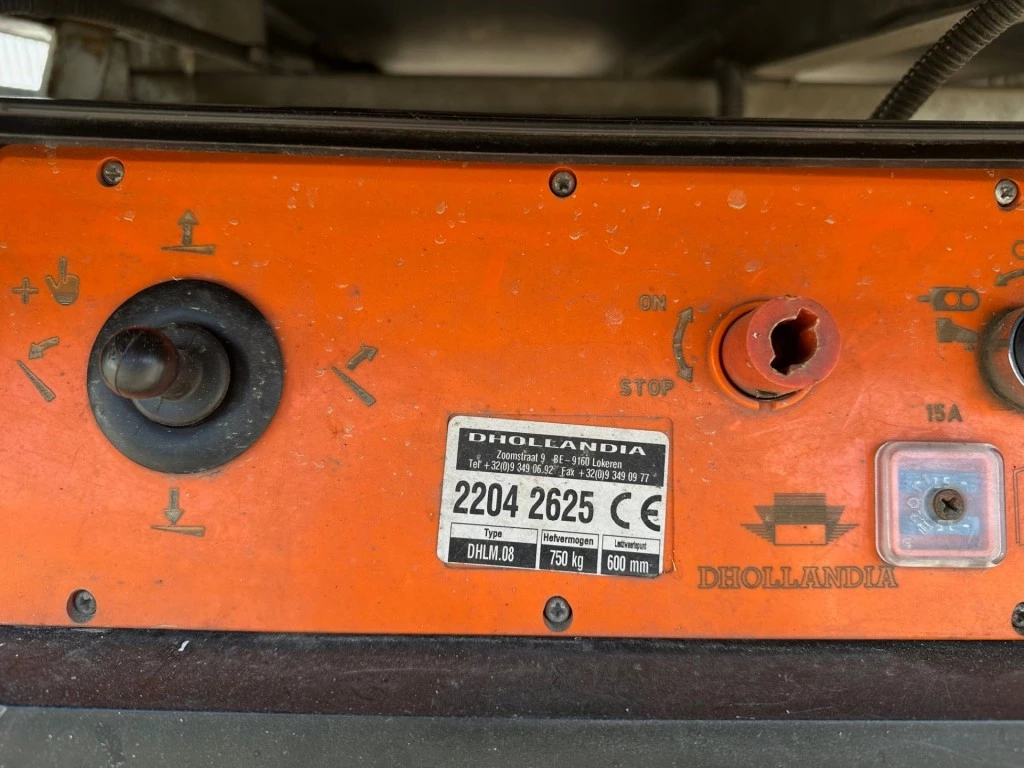 ON
STOP
15A
DHOLLANDIA
Zoomstraat 9 BE-9160 Lokeren
Tel +32(0)9 349 06.92 Fax +32(0)9 349 09 77
2204 2625 CE
Type Hefvermogen Lastzwaartepunt
DHLM.08 750 kg 600 mm
DHOLLANDIA